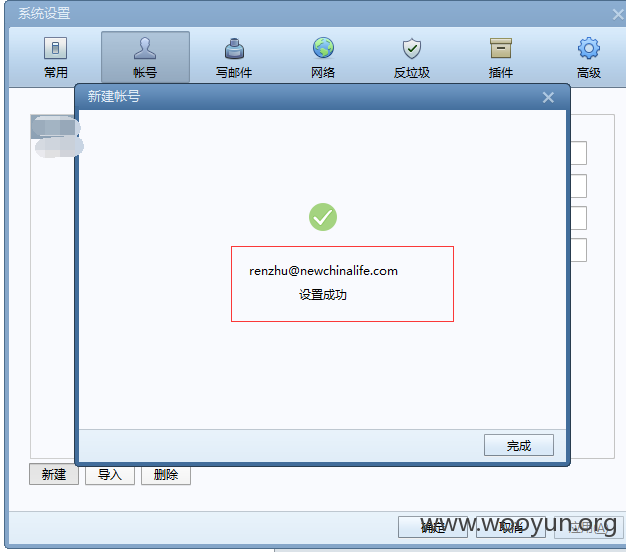 系统设置
常用 帐号 写邮件 网络 反垃圾 插件 高级
新建帐号
renzhu@newchinalife.com
设置成功
完成
新建 导入 删除
确定 取消
www.wooyun.org